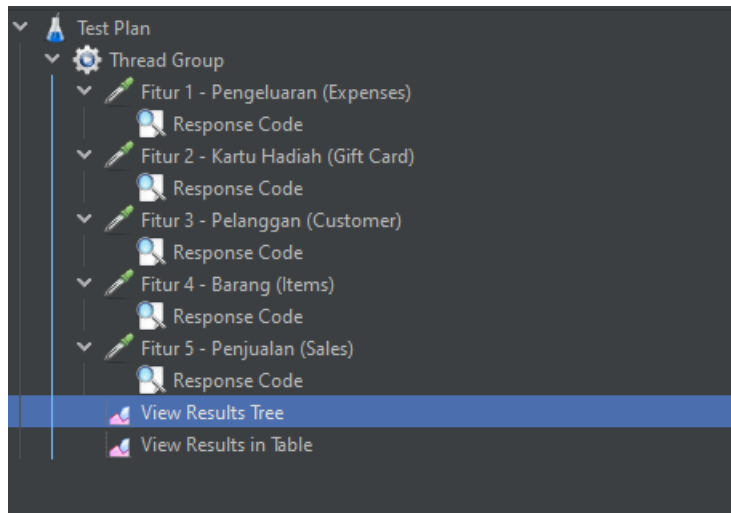 Test Plan
Thread Group
Fitur 1 - Pengeluaran (Expenses)
Response Code
Fitur 2 - Kartu Hadiah (Gift Card)
Response Code
Fitur 3 - Pelanggan (Customer)
Response Code
Fitur 4 - Barang (Items)
Response Code
Fitur 5 - Penjualan (Sales)
Response Code
View Results Tree
View Results in Table